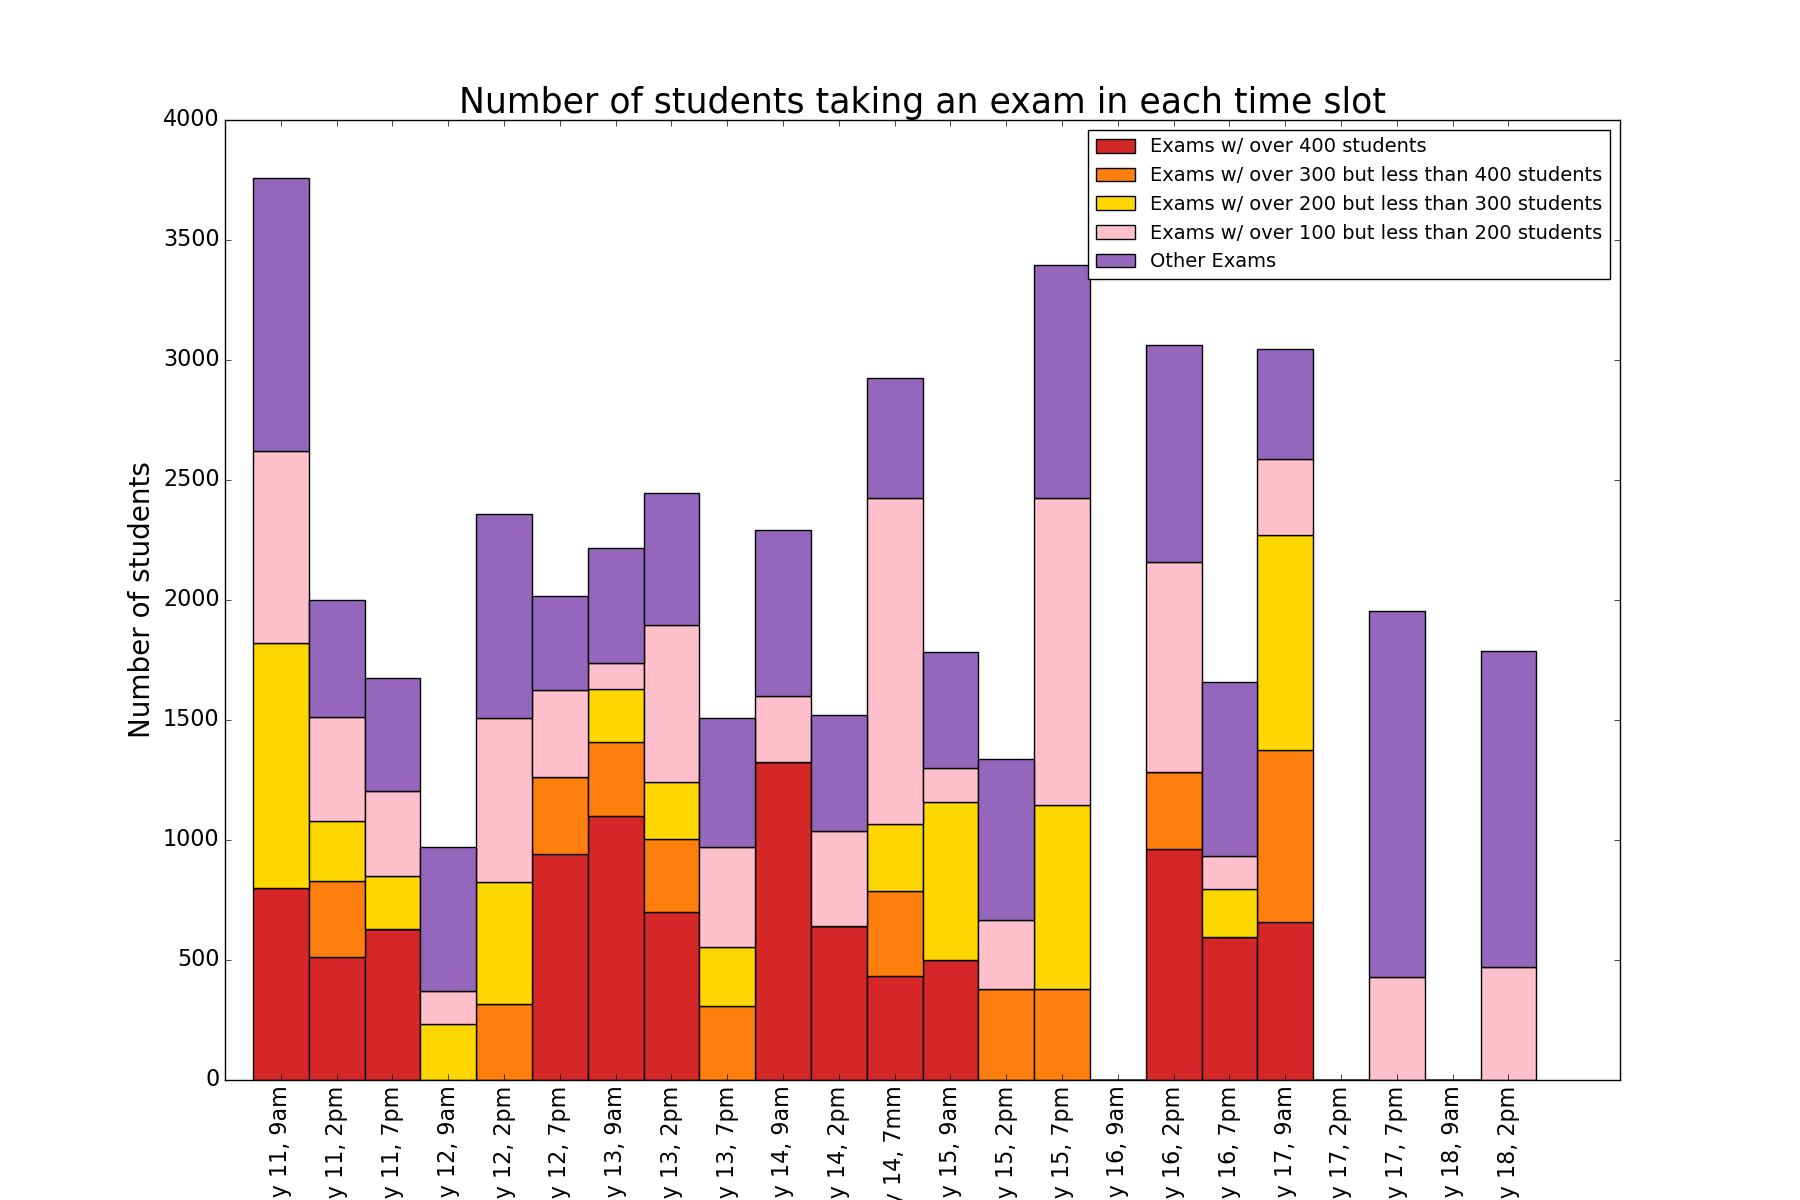 Number of students taking an exam in each time slot
Exams w/ over 400 students
Exams w/ over 300 but less than 400 students
Exams w/ over 200 but less than 300 students
Exams w/ over 100 but less than 200 students
Other Exams
Number of students
4000
3500
3000
2500
2000
1500
1000
500
0
y 11, 9am
y 11, 2pm
y 11, 7pm
y 12, 9am
y 12, 2pm
y 12, 7pm
y 13, 9am
y 13, 2pm
y 13, 7pm
y 14, 9am
y 14, 2pm
y 14, 7mm
y 15, 9am
y 15, 2pm
y 15, 7pm
y 16, 9am
y 16, 2pm
y 16, 7pm
y 17, 9am
y 17, 2pm
y 17, 7pm
y 18, 9am
y 18, 2pm